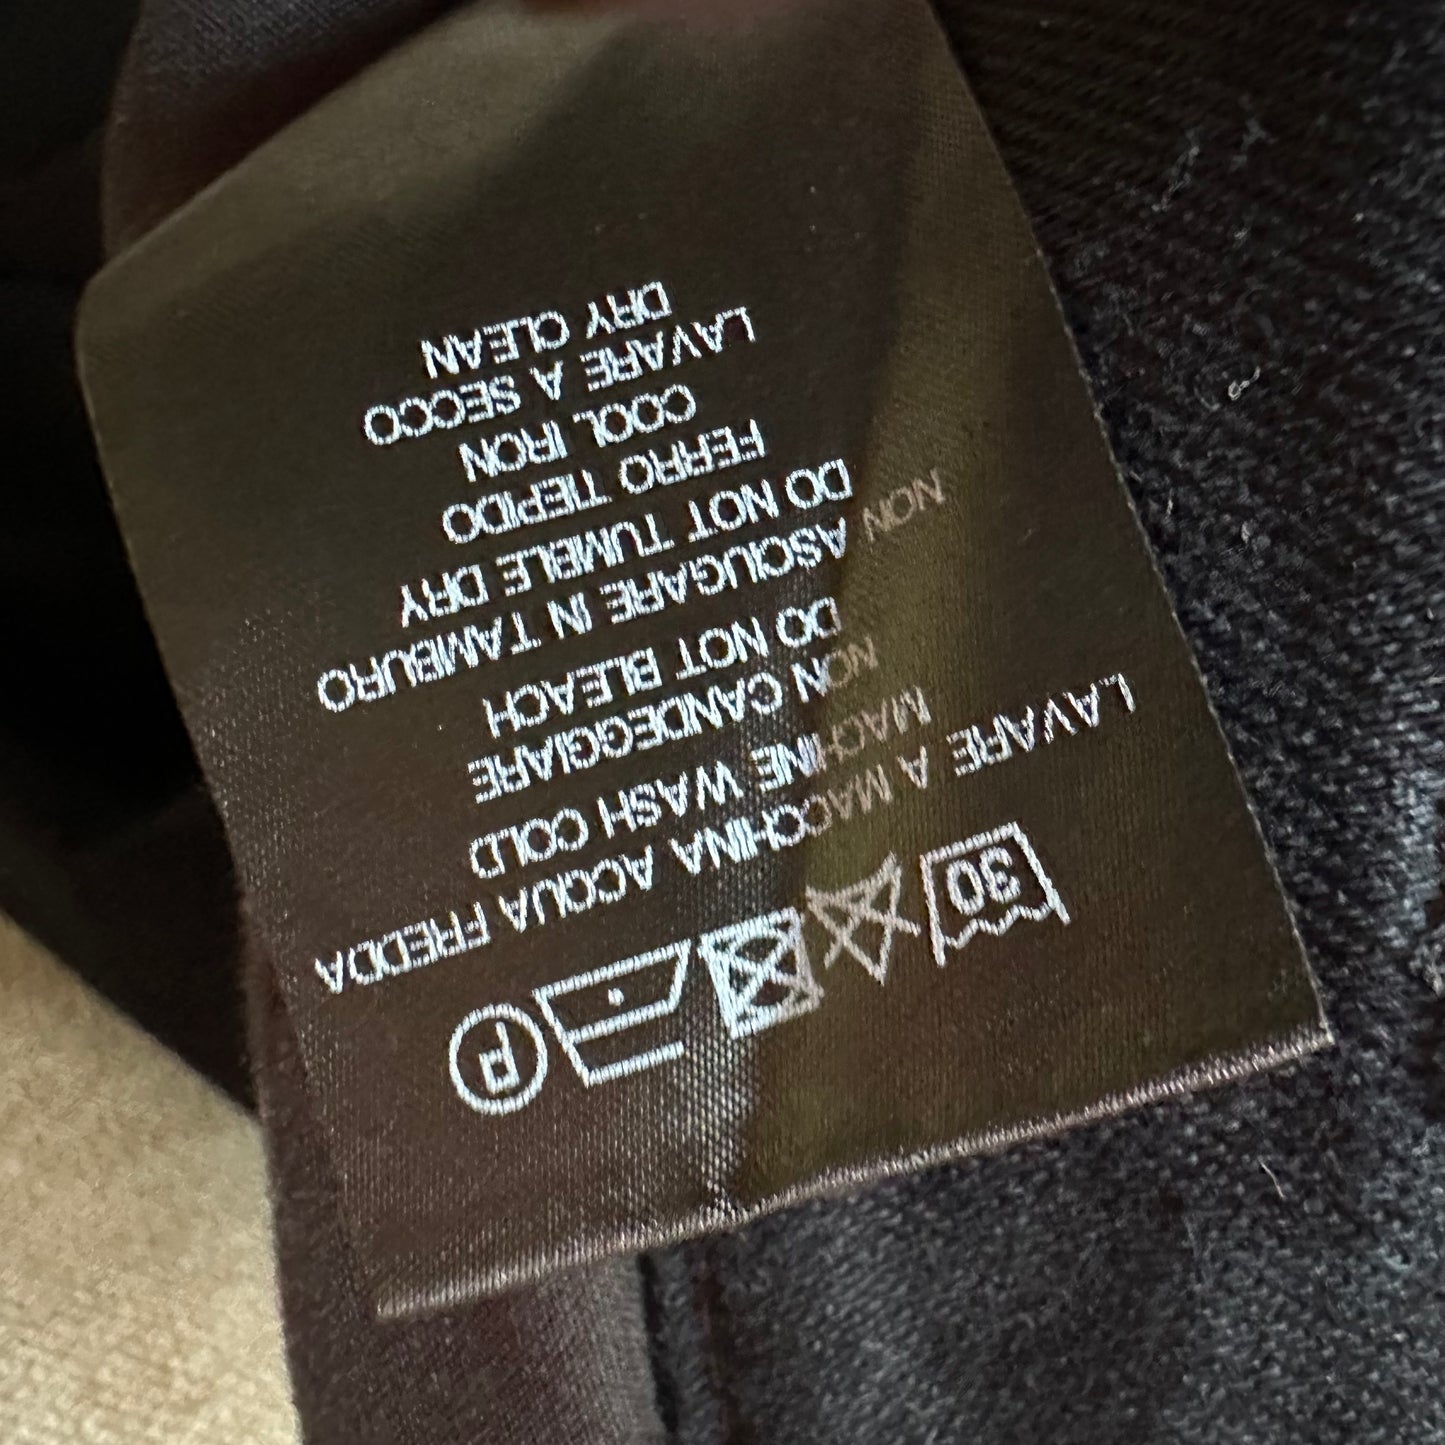 30 P
LAVARE A MACCHINA ACQUA FREDDA
MACHINE WASH COLD
NON CANDEGGIARE
DO NOT BLEACH
NON ASCIUGARE IN TAMBURO
DO NOT TUMBLE DRY
FERRO TIEPIDO
COOL IRON
LAVARE A SECCO
DRY CLEAN